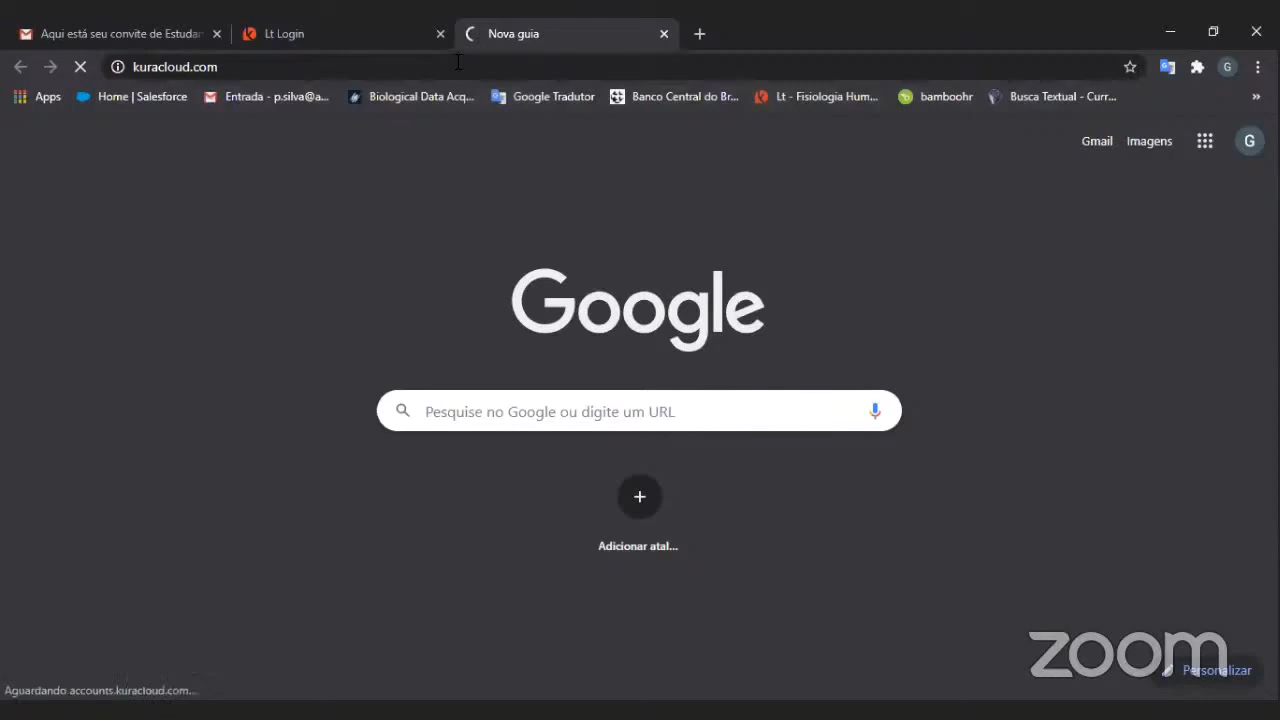 Aqui está seu convite de Estudan
Lt Login
Nova guia
kuracloud.com
G
Apps
Home | Salesforce
Entrada - p.silva@a...
Biological Data Acq...
Google Tradutor
Banco Central do Br...
Lt - Fisiologia Hum...
bamboohr
Busca Textual - Curr...
»
Gmail
Imagens
G
Google
Pesquise no Google ou digite um URL
Adicionar atal...
zoom
Personalizar
Aguardando accounts.kuracloud.com...